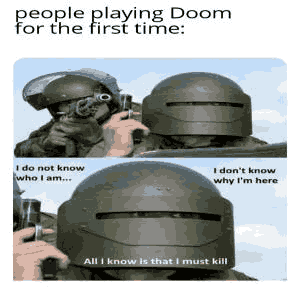 people playing Doom
for the first time:
I do not know
who I am...
I don't know
why I'm here
All I know is that I must kill